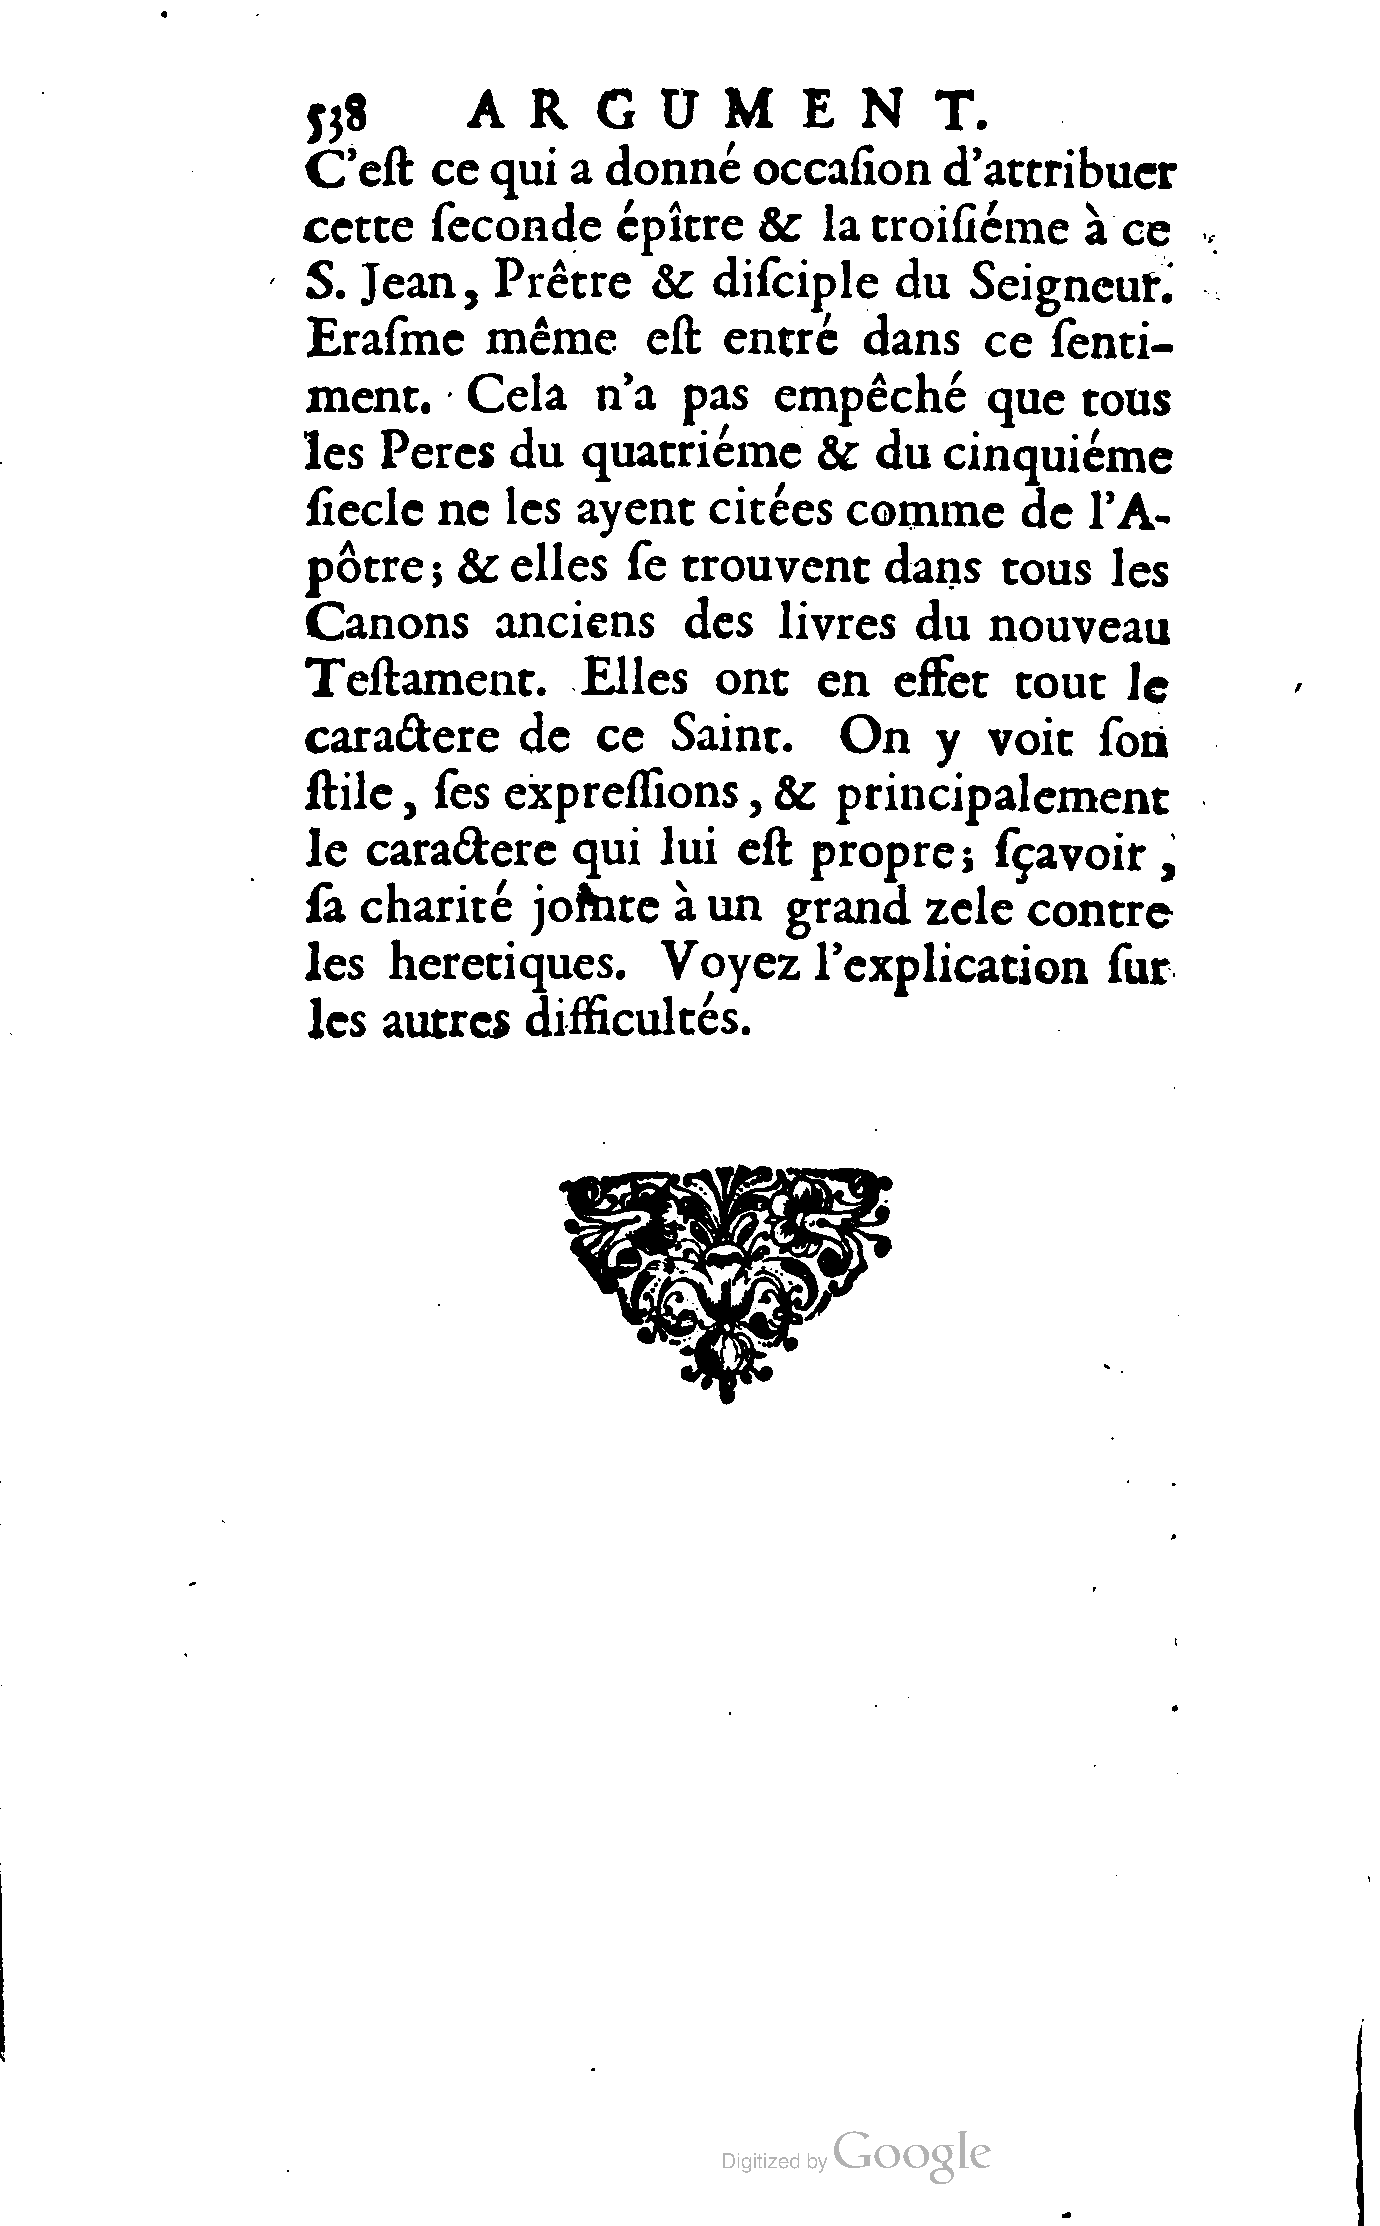 538 ARGUMENT.
C'eſt ce qui a donné occaſion d'attribuer
cette ſeconde épître & la troiſiéme à ce
S. Jean, Prêtre & diſciple du Seigneur.
Eraſme même eſt entré dans ce ſenti-
ment. Cela n'a pas empêché que tous
les Peres du quatriéme & du cinquiéme
ſiecle ne les ayent citées comme de l'A-
pôtre; & elles ſe trouvent dans tous les
Canons anciens des livres du nouveau
Teſtament. Elles ont en effet tout le
caractere de ce Saint. On y voit ſon
ſtile, ſes expreſſions, & principalement
le caractere qui lui eſt propre; ſçavoir,
ſa charité jointe à un grand zele contre
les heretiques. Voyez l'explication ſur
les autres difficultés.
Digitized by Google